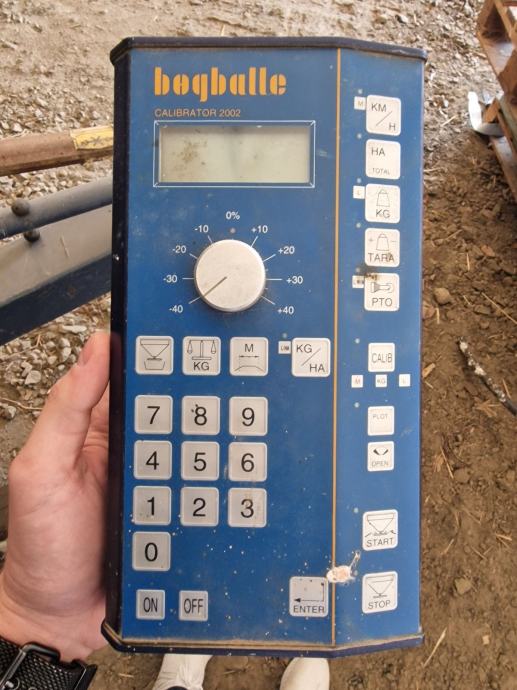 bogballe
CALIBRATOR 2002
0%
-10 +10
-20 +20
-30 +30
-40 +40
KG
M
KG/HA
7 8 9
4 5 6
1 2 3
0
ON OFF
ENTER
M KM/H
HA TOTAL
L KG
+ -
TARA
PTO
CALIB
M KG L
PLOT
OPEN
START
STOP